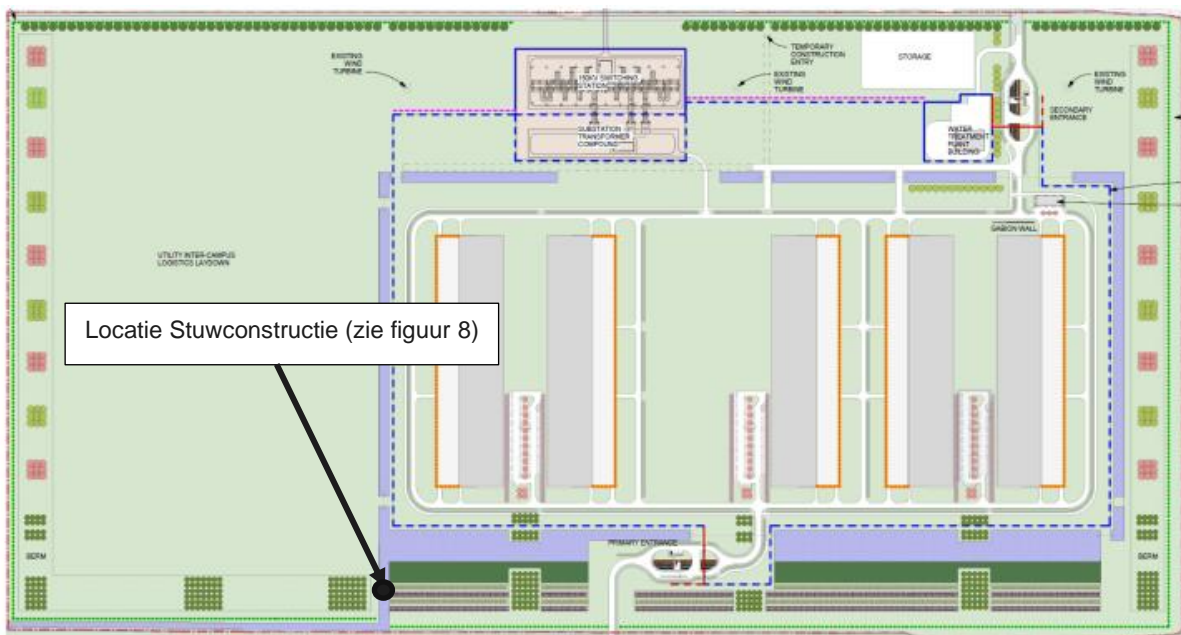 EXISTING
WIND
TURBINE
150KV SWITCHING
STATION
SUBSTATION
TRANSFORMER
COMPOUND
TEMPORARY
CONSTRUCTION
ENTRY
EXISTING
WIND
TURBINE
STORAGE
WATER
TREATMENT
PLANT
BUILDING
EXISTING
WIND
TURBINE
SECONDARY
ENTRANCE
GABION WALL
UTILITY INTER-CAMPUS
LOGISTICS LAYDOWN
Locatie Stuwconstructie (zie figuur 8)
PRIMARY ENTRANCE
BERM
BERM